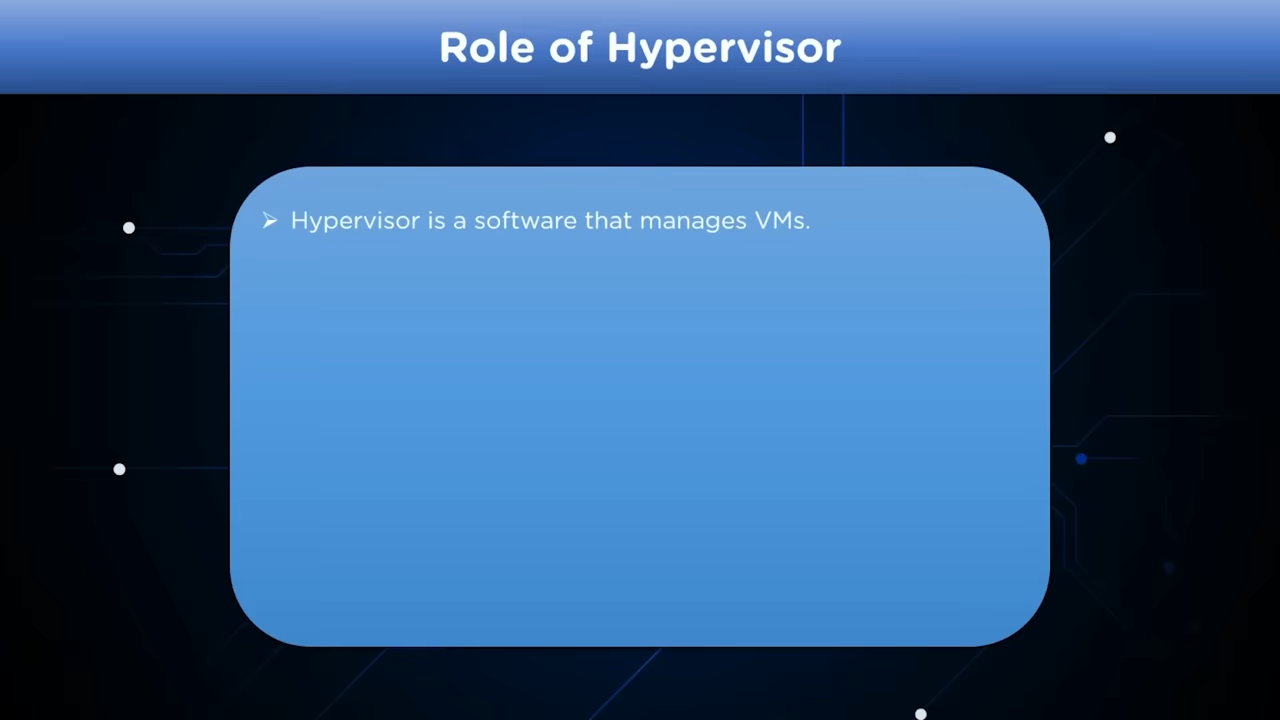 Role of Hypervisor
➢ Hypervisor is a software that manages VMs.